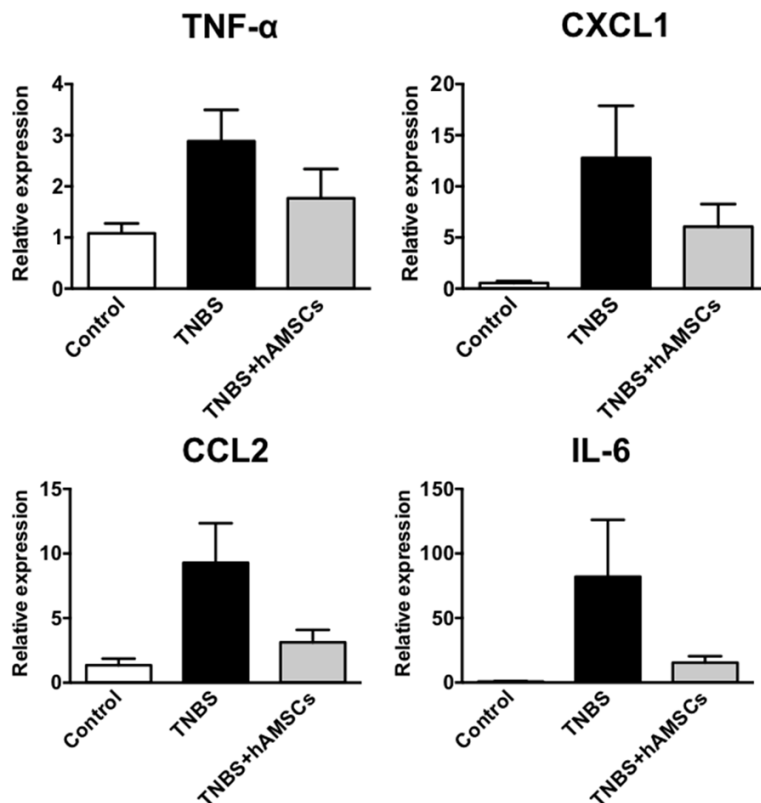 TNF-α
Relative expression
4
3
2
1
0
Control
TNBS
TNBS+hAMSCs
CXCL1
Relative expression
20
15
10
5
0
Control
TNBS
TNBS+hAMSCs
CCL2
Relative expression
15
10
5
0
Control
TNBS
TNBS+hAMSCs
IL-6
Relative expression
150
100
50
0
Control
TNBS
TNBS+hAMSCs